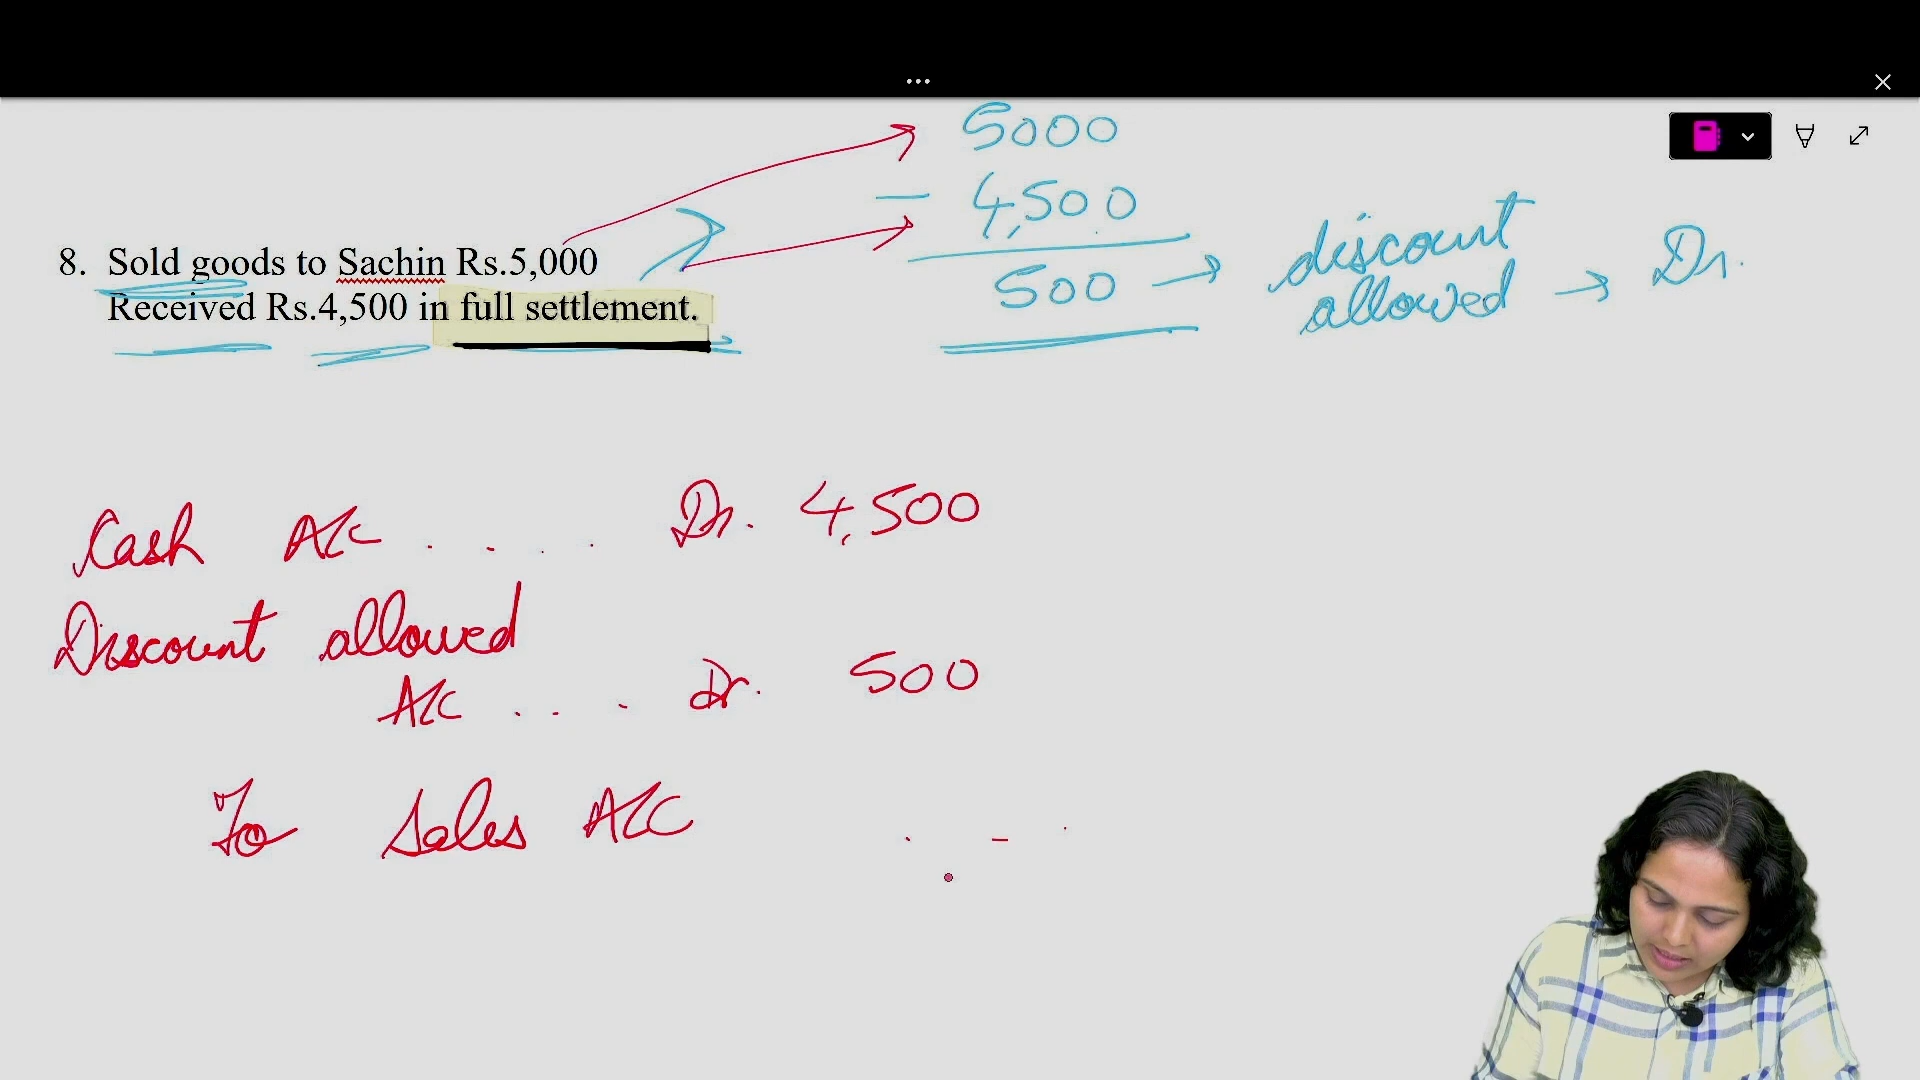 5000
- 4,500
500 → discount allowed → Dr.
8. Sold goods to Sachin Rs.5,000
Received Rs.4,500 in full settlement.
Cash A/c .... Dr. 4,500
Discount allowed
A/c ... Dr. 500
To Sales A/C